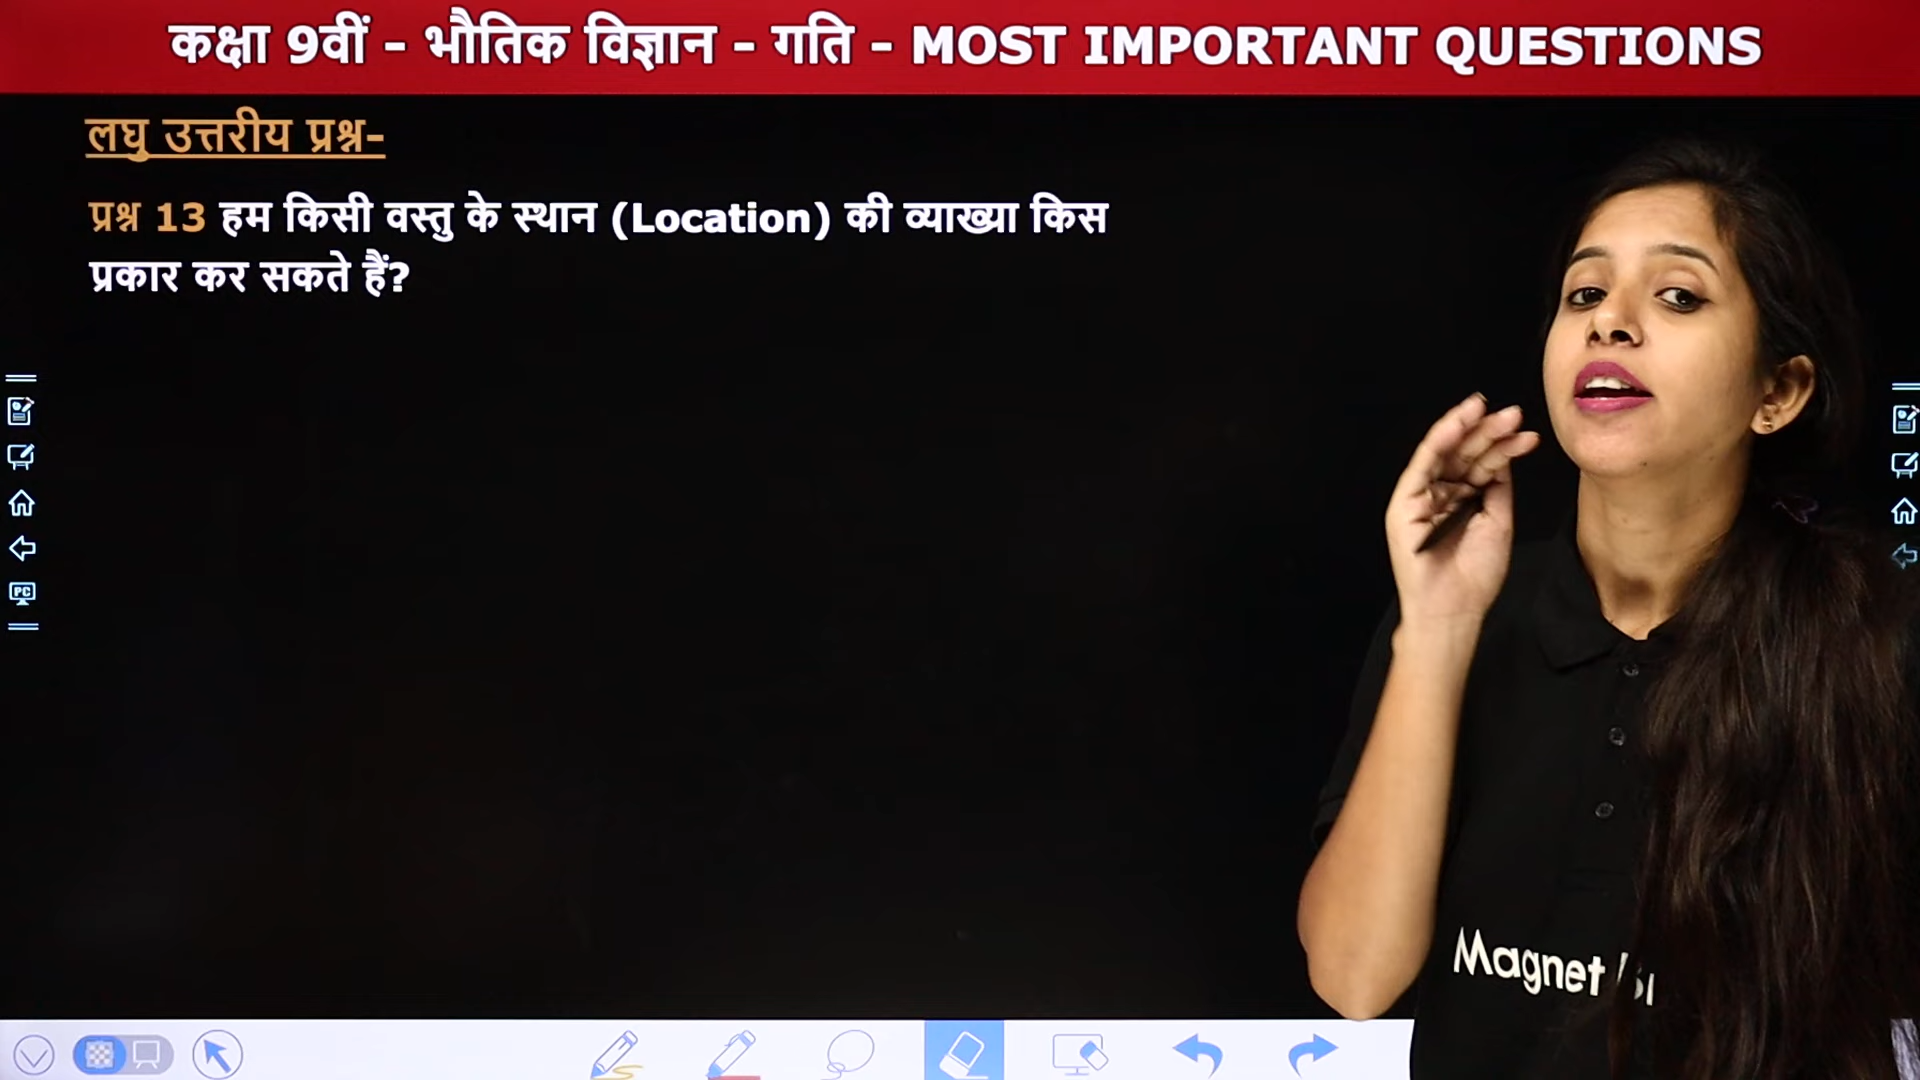 कक्षा 9वीं – भौतिक विज्ञान – गति – MOST IMPORTANT QUESTIONS
लघु उत्तरीय प्रश्न-
प्रश्न 13 हम किसी वस्तु के स्थान (Location) की व्याख्या किस
प्रकार कर सकते हैं?
PC
Magnet